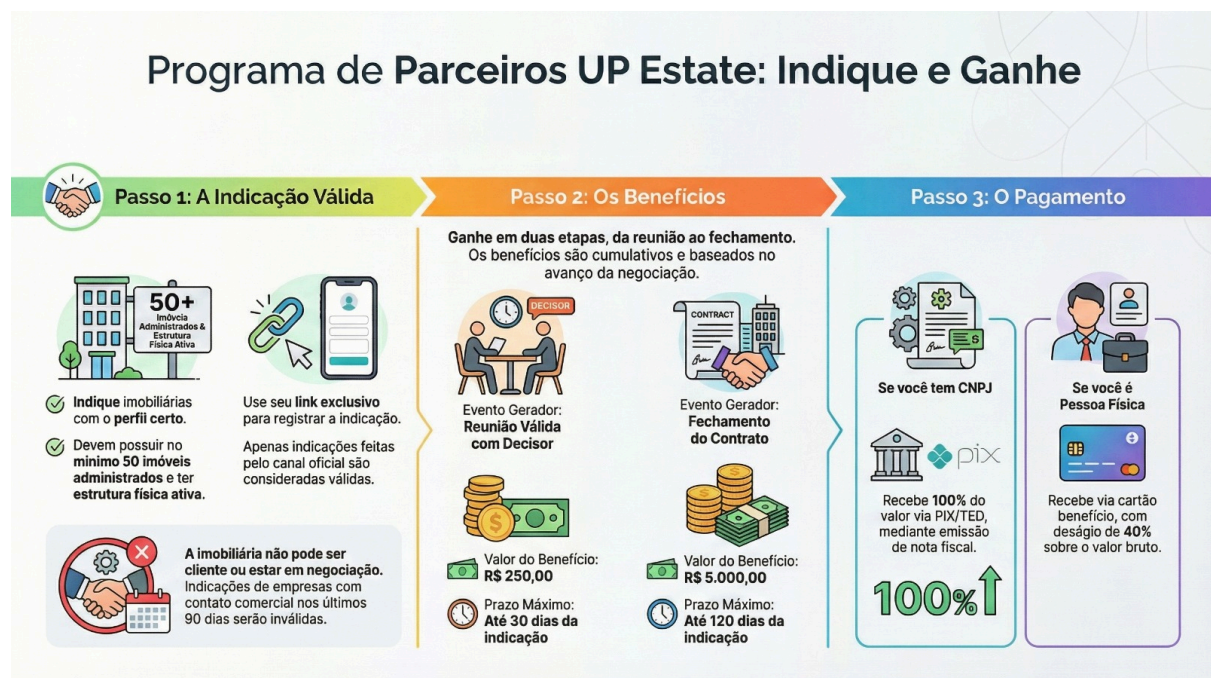 Programa de Parceiros UP Estate: Indique e Ganhe
Passo 1: A Indicação Válida
50+
Imôvcia
Administrados &
Estrutura
Física Ativa
Indique imobiliárias
com o perfil certo.
Devem possuir no
minimo 50 imóveis
administrados e ter
estrutura física ativa.
Use seu link exclusivo
para registrar a indicação.
Apenas indicações feitas
pelo canal oficial são
consideradas válidas.
A imobiliária não pode ser
cliente ou estar em negociação.
Indicações de empresas com
contato comercial nos últimos
90 dias serão inválidas.
Passo 2: Os Benefícios
Ganhe em duas etapas, da reunião ao fechamento.
Os benefícios são cumulativos e baseados no
avanço da negociação.
DECISOR
Evento Gerador:
Reunião Válida
com Decisor
Valor do Benefício:
R$ 250,00
Prazo Máximo:
Até 30 dias da
indicação
CONTRACT
Evento Gerador:
Fechamento
do Contrato
Valor do Benefício:
R$ 5.000,00
Prazo Máximo:
Até 120 dias da
indicação
Passo 3: O Pagamento
$
Se você tem CNPJ
pix
Recebe 100% do
valor via PIX/TED,
mediante emissão
de nota fiscal.
100%
Se você é
Pessoa Física
Recebe via cartão
benefício, com
deságio de 40%
sobre o valor bruto.